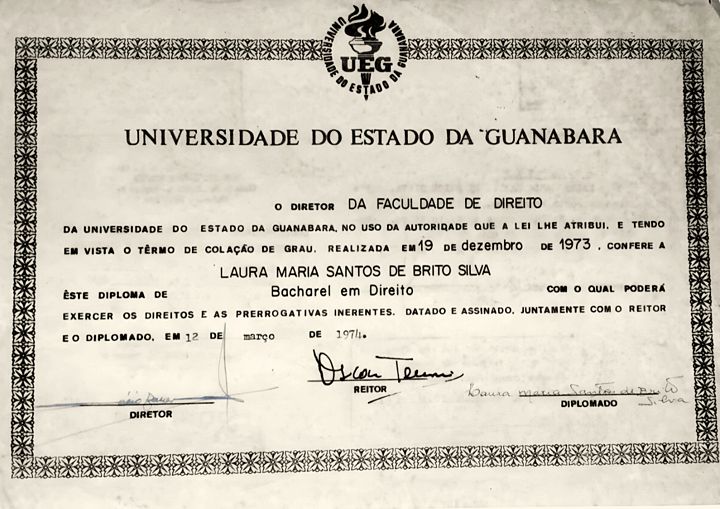 UNIVERSIDADE DO ESTADO DA GUANABARA
UEG
UNIVERSIDADE DO ESTADO DA GUANABARA
O DIRETOR DA FACULDADE DE DIREITO
DA UNIVERSIDADE DO ESTADO DA GUANABARA, NO USO DA AUTORIDADE QUE A LEI LHE ATRIBUI, E TENDO
EM VISTA O TÊRMO DE COLAÇÃO DE GRAU, REALIZADA EM 19 DE dezembro DE 1973, CONFERE A
LAURA MARIA SANTOS DE BRITO SILVA
ÊSTE DIPLOMA DE Bacharel em Direito COM O QUAL PODERÁ
EXERCER OS DIREITOS E AS PRERROGATIVAS INERENTES. DATADO E ASSINADO, JUNTAMENTE COM O REITOR
E O DIPLOMADO, EM 12 DE março DE 1974.
Oscar
REITOR
Laura Maria Santos de Brito
Silva
DIRETOR
DIPLOMADO